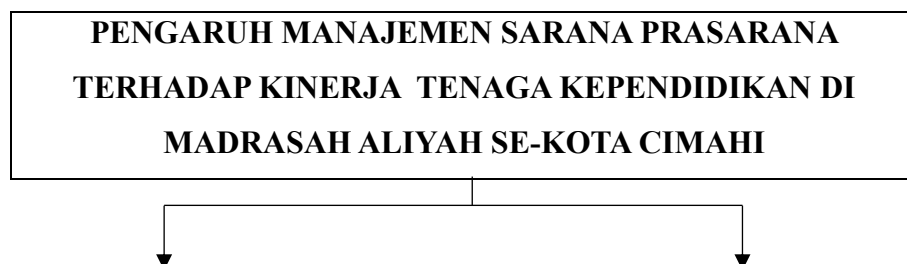 PENGARUH MANAJEMEN SARANA PRASARANA
TERHADAP KINERJA TENAGA KEPENDIDIKAN DI
MADRASAH ALIYAH SE-KOTA CIMAHI